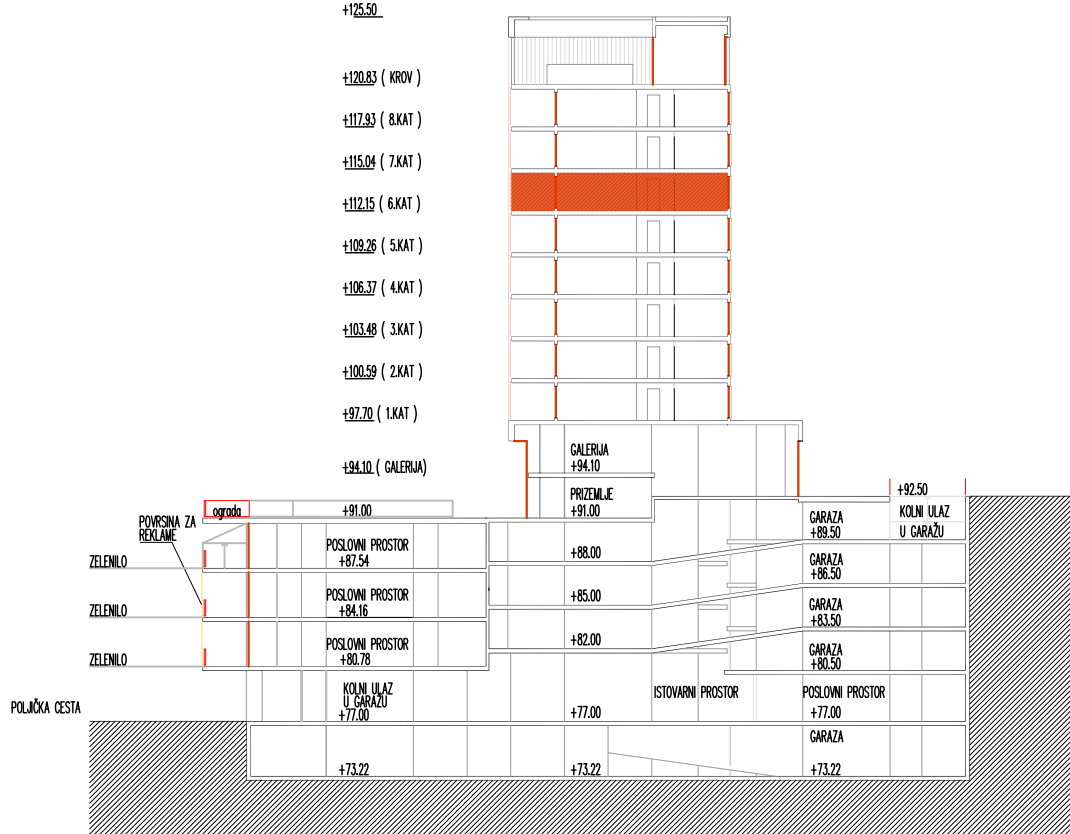 +125.50
+120.83 ( KROV )
+117.93 ( 8.KAT )
+115.04 ( 7.KAT )
+112.15 ( 6.KAT )
+109.26 ( 5.KAT )
+106.37 ( 4.KAT )
+103.48 ( 3.KAT )
+100.59 ( 2.KAT )
+97.70 ( 1.KAT )
+94.10 ( GALERIJA)
GALERIJA
+94.10
PRIZEMLJE
+91.00
+92.50
KOLNI ULAZ
U GARAŽU
ograda
+91.00
POVRSINA ZA
REKLAME
ZELENILO
ZELENILO
ZELENILO
POSLOVNI PROSTOR
+87.54
POSLOVNI PROSTOR
+84.16
POSLOVNI PROSTOR
+80.78
+88.00
+85.00
+82.00
GARAZA
+89.50
GARAZA
+86.50
GARAZA
+83.50
GARAZA
+80.50
POLJIČKA CESTA
KOLNI ULAZ
U GARAŽU
+77.00
+77.00
ISTOVARNI PROSTOR
POSLOVNI PROSTOR
+77.00
GARAZA
+73.22
+73.22
+73.22